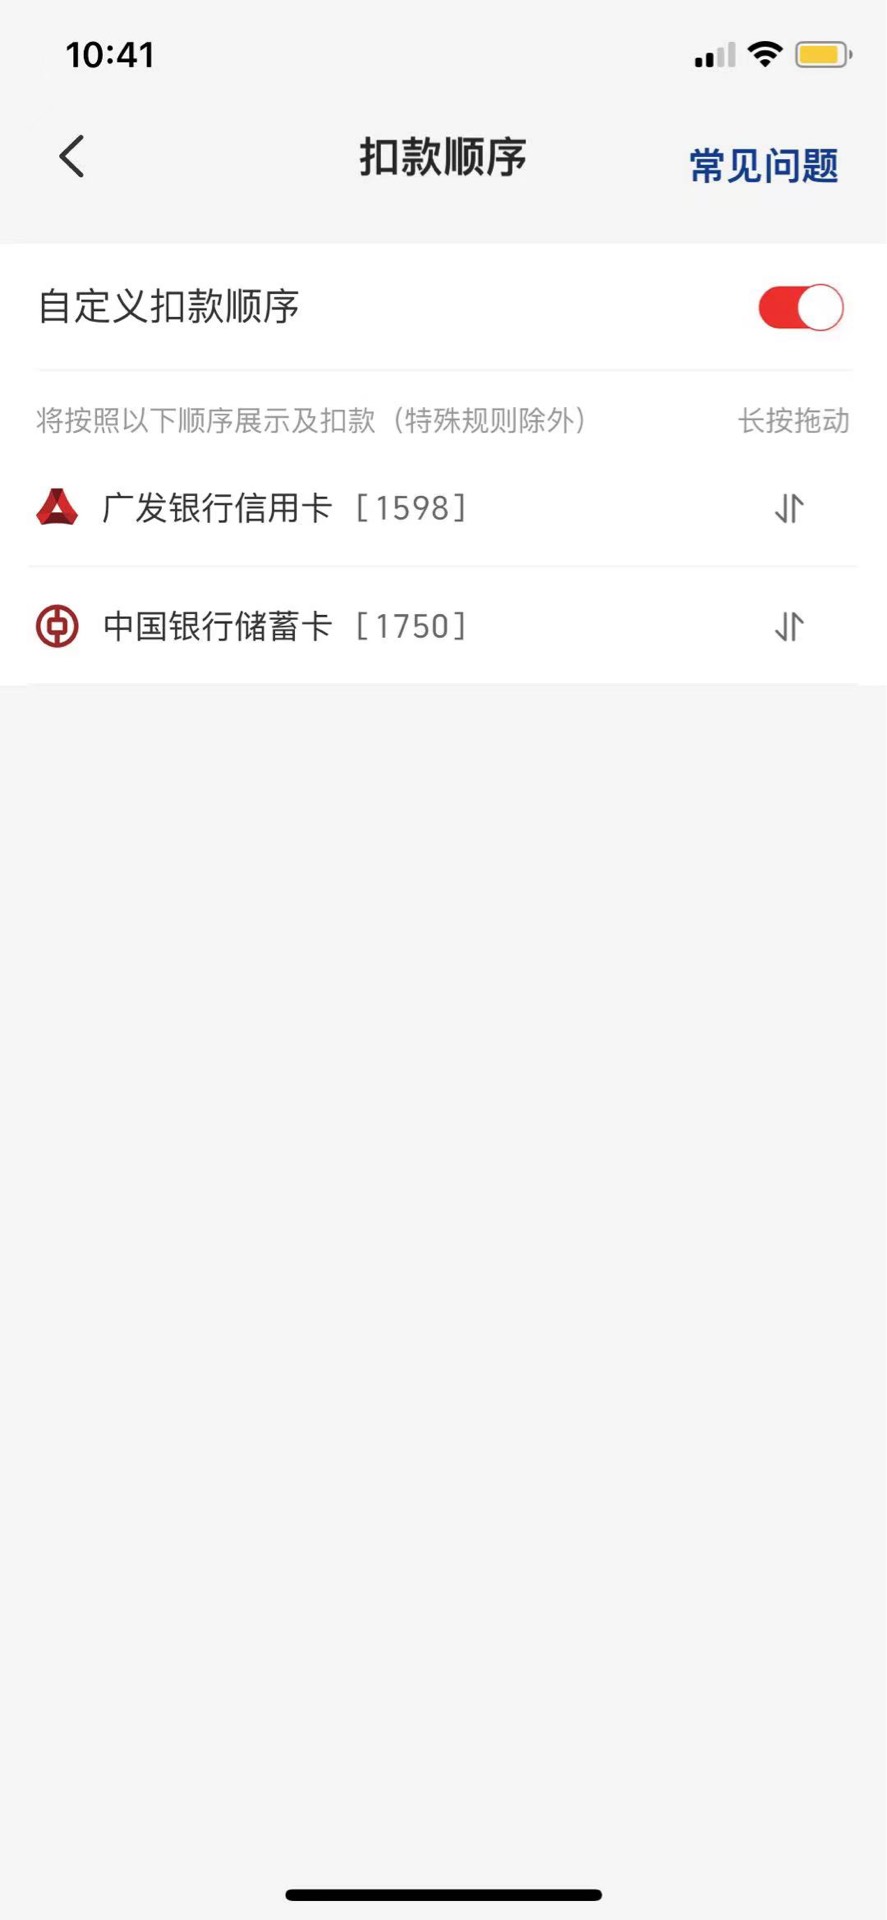 10:41
扣款顺序
常见问题
自定义扣款顺序
将按照以下顺序展示及扣款（特殊规则除外） 长按拖动
广发银行信用卡 [1598]
中国银行储蓄卡 [1750]